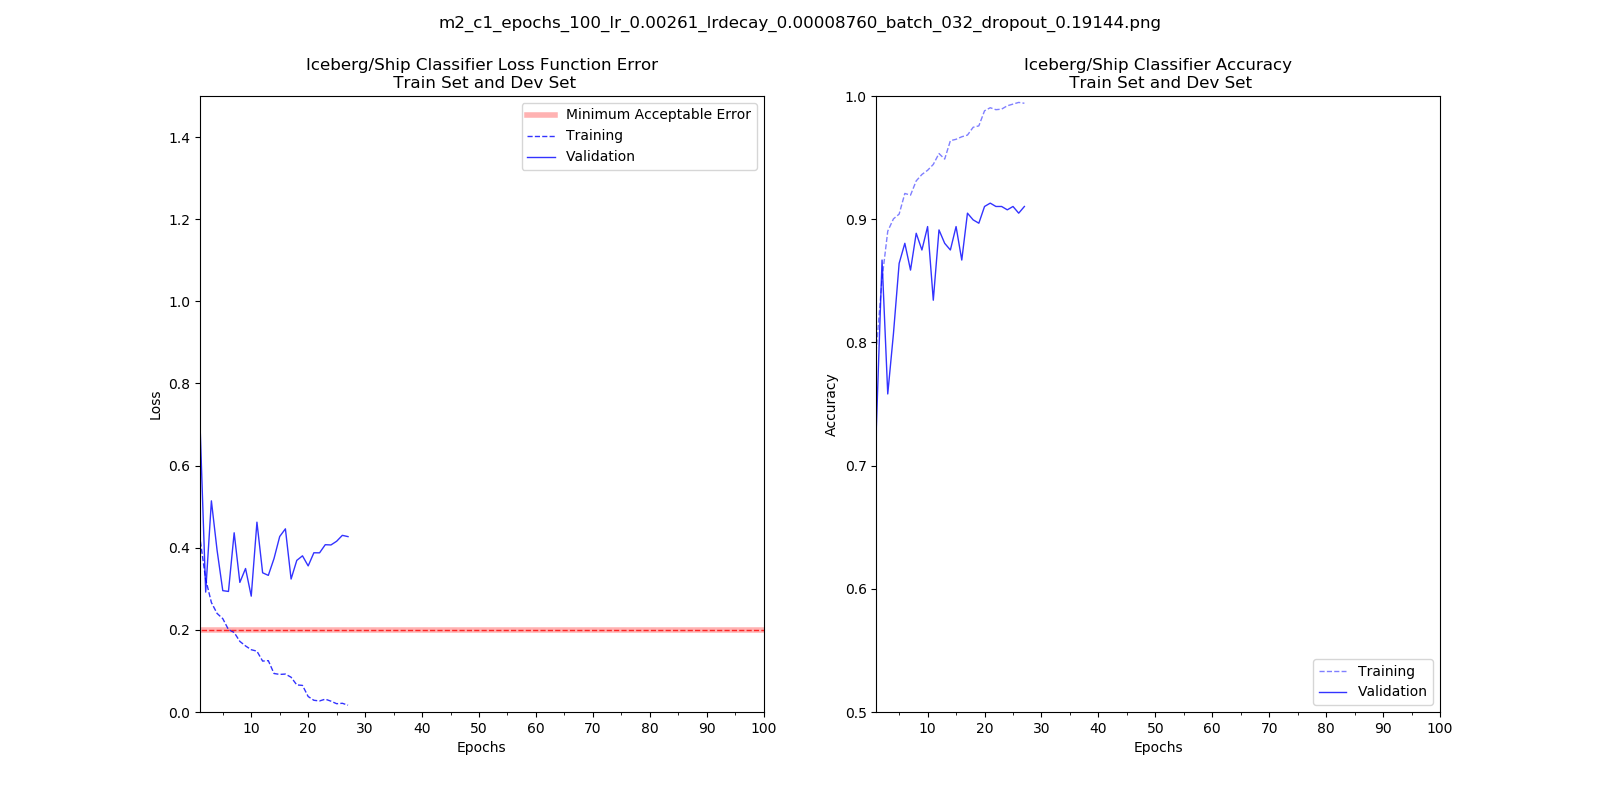 m2_c1_epochs_100_lr_0.00261_lrdecay_0.00008760_batch_032_dropout_0.19144.png
Iceberg/Ship Classifier Loss Function Error
Train Set and Dev Set
Minimum Acceptable Error
Training
Validation
1.4
1.2
1.0
0.8
0.6
0.4
0.2
0.0
Loss
10 20 30 40 50 60 70 80 90 100
Epochs
Iceberg/Ship Classifier Accuracy
Train Set and Dev Set
1.0
0.9
0.8
0.7
0.6
0.5
Accuracy
Training
Validation
10 20 30 40 50 60 70 80 90 100
Epochs